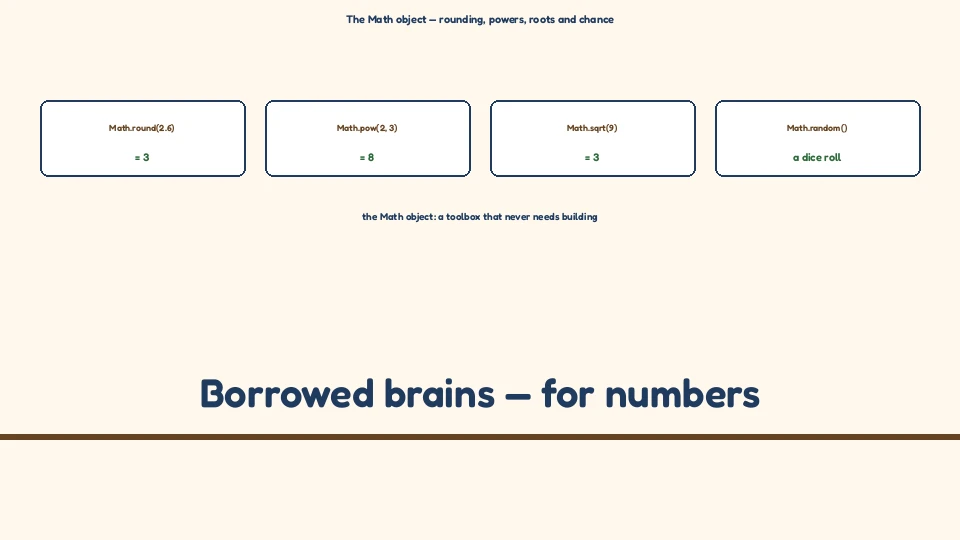 The Math object — rounding, powers, roots and chance
Math.round(2.6)
= 3
Math.pow(2, 3)
= 8
Math.sqrt(9)
= 3
Math.random()
a dice roll
the Math object: a toolbox that never needs building
Borrowed brains — for numbers